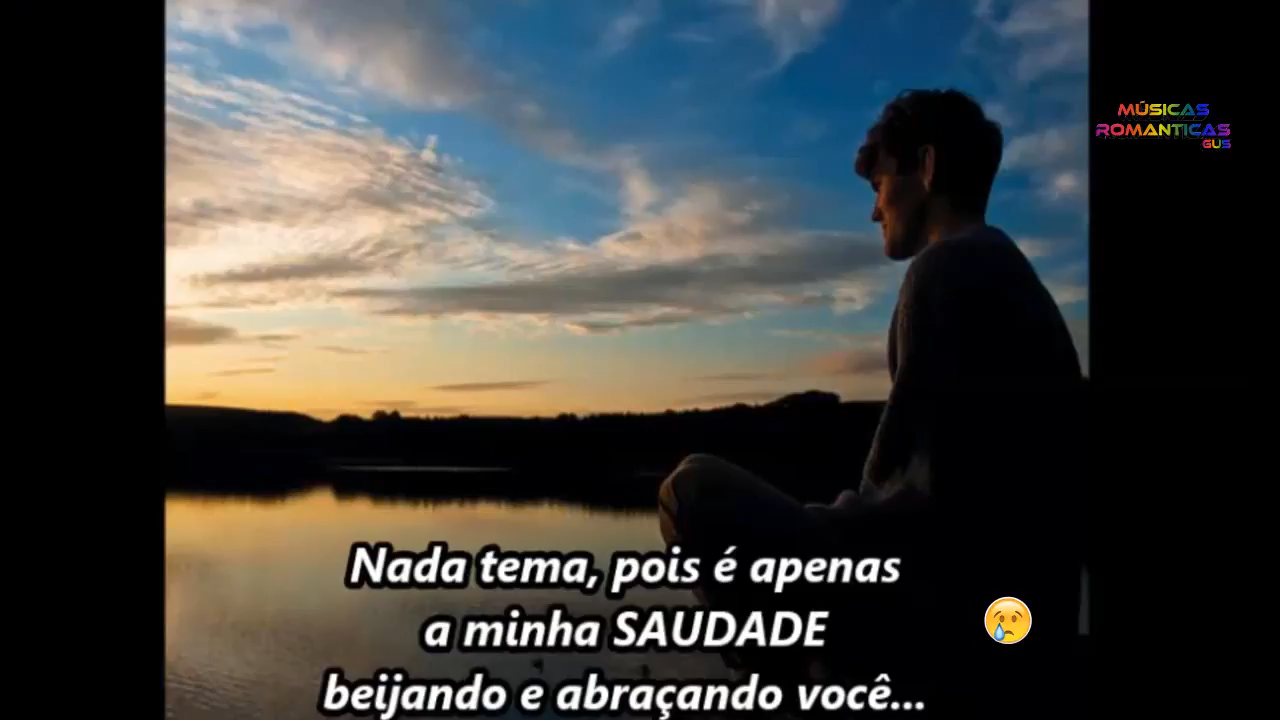 MÚSICAS
ROMANTICAS
GUS
Nada tema, pois é apenas
a minha SAUDADE
beijando e abraçando você...